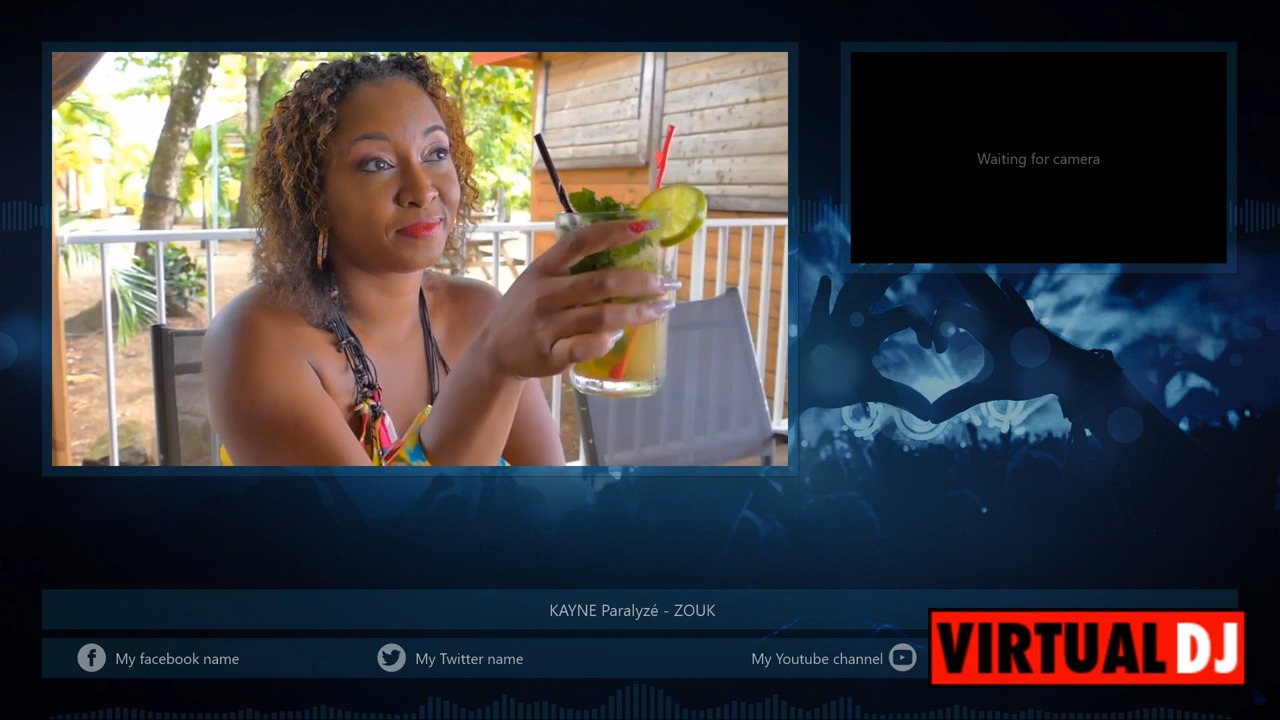 Waiting for camera
KAYNE Paralyzé - ZOUK
My facebook name
My Twitter name
My Youtube channel
VIRTUAL DJ